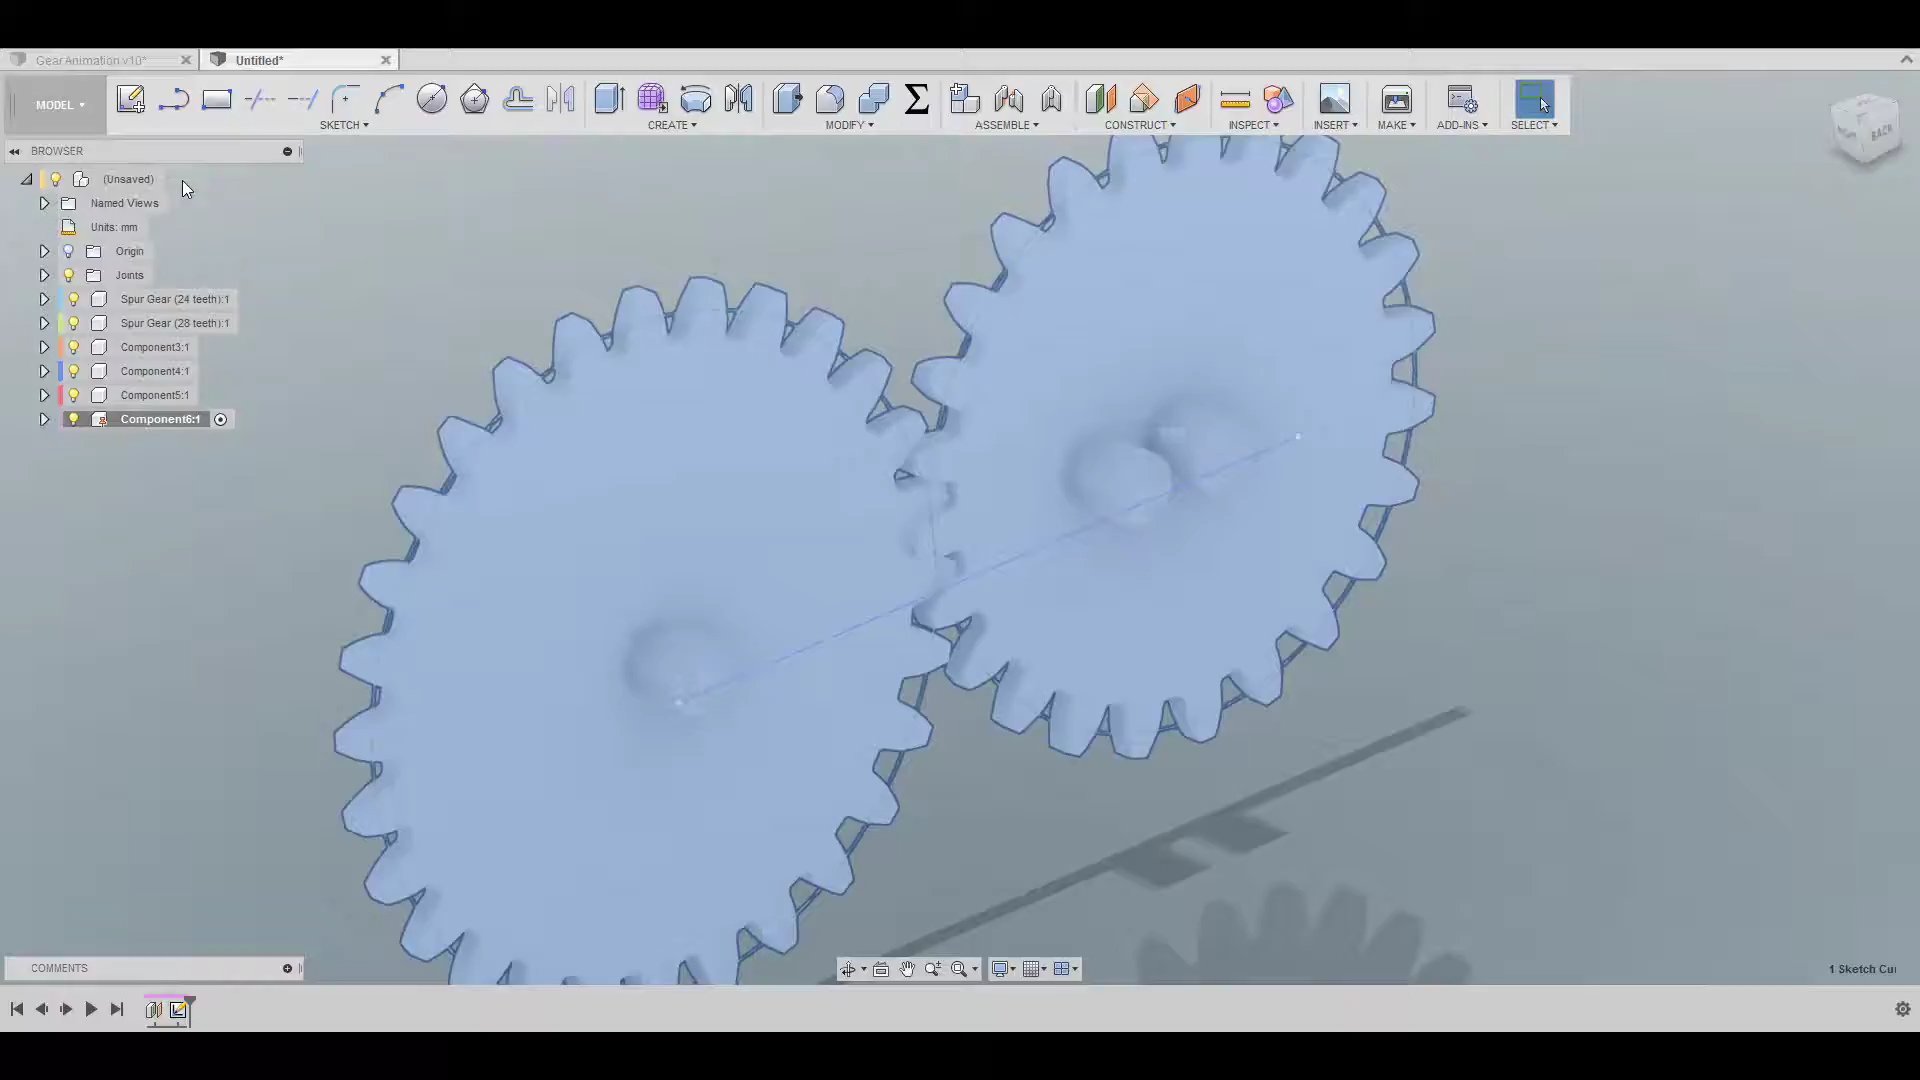 Gear Animation v10*
Untitled*
MODEL
SKETCH
CREATE
MODIFY
ASSEMBLE
CONSTRUCT
INSPECT
INSERT
MAKE
ADD-INS
SELECT
BACK
BROWSER
(Unsaved)
Named Views
Units: mm
Origin
Joints
Spur Gear (24 teeth):1
Spur Gear (28 teeth):1
Component3:1
Component4:1
Component5:1
Component6:1
COMMENTS
1 Sketch Cur